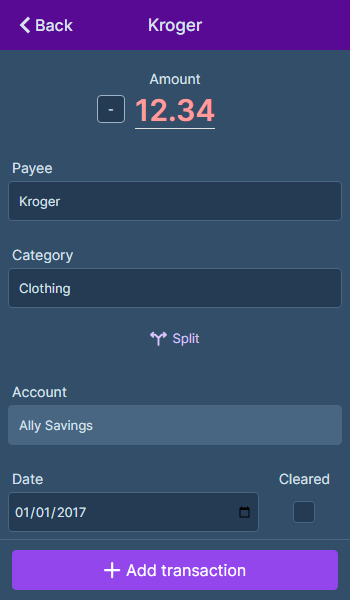 Back
Kroger
Amount
- 12.34
Payee
Kroger
Category
Clothing
Split
Account
Ally Savings
Date
Cleared
01/01/2017
Add transaction